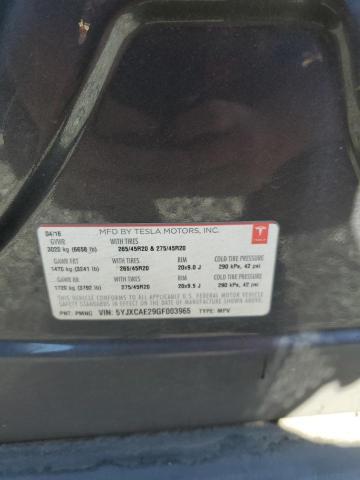 MFD BY TESLA MOTORS, INC.
04/16
GVWR WITH TIRES
3020 kg (6658 lb) 265/45R20 & 275/45R20
GAWR FRT WITH TIRES RIM COLD TIRE PRESSURE
1470 kg (3241 lb) 265/45R20 20x9.0 J 290 kPa, 42 psi
GAWR RR WITH TIRES RIM COLD TIRE PRESSURE
1720 kg (3792 lb) 275/45R20 20x9.5 J 290 kPa, 42 psi
THIS VEHICLE CONFORMS TO ALL APPLICABLE U.S. FEDERAL MOTOR VEHICLE
SAFETY STANDARDS IN EFFECT ON THE DATE OF MANUFACTURE SHOWN ABOVE.
PNT: PMNG VIN: 5YJXCAE29GF003965 TYPE: MPV
TESLA